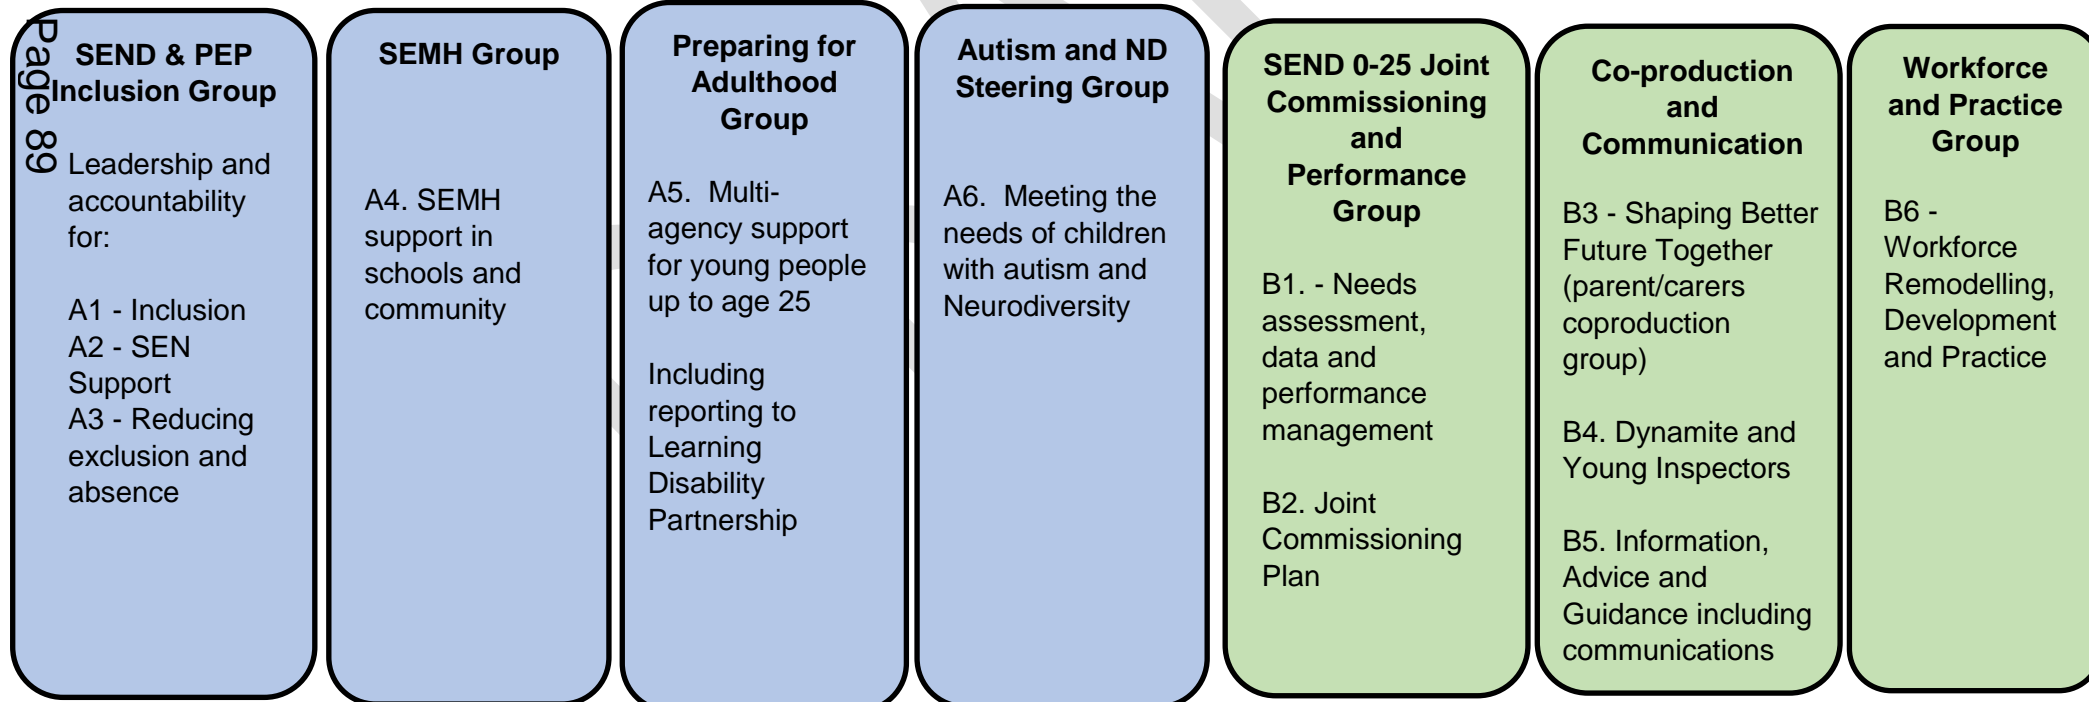 Page 89
SEND & PEP
Inclusion Group
Leadership and
accountability
for:
A1 - Inclusion
A2 - SEN
Support
A3 - Reducing
exclusion and
absence
SEMH Group
A4. SEMH
support in
schools and
community
Preparing for
Adulthood
Group
A5.  Multi-
agency support
for young people
up to age 25
Including
reporting to
Learning
Disability
Partnership
Autism and ND
Steering Group
A6.  Meeting the
needs of children
with autism and
Neurodiversity
SEND 0-25 Joint
Commissioning
and
Performance
Group
B1. - Needs
assessment,
data and
performance
management
B2. Joint
Commissioning
Plan
Co-production
and
Communication
B3 - Shaping Better
Future Together
(parent/carers
coproduction
group)
B4. Dynamite and
Young Inspectors
B5. Information,
Advice and
Guidance including
communications
Workforce
and Practice
Group
B6 -
Workforce
Remodelling,
Development
and Practice